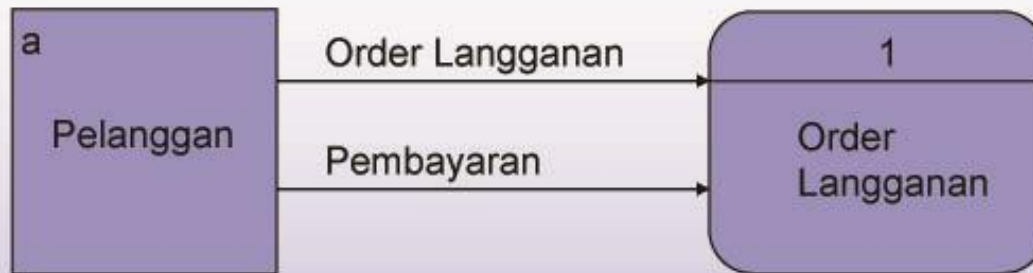 a
Pelanggan
Order Langganan
Pembayaran
1
Order
Langganan